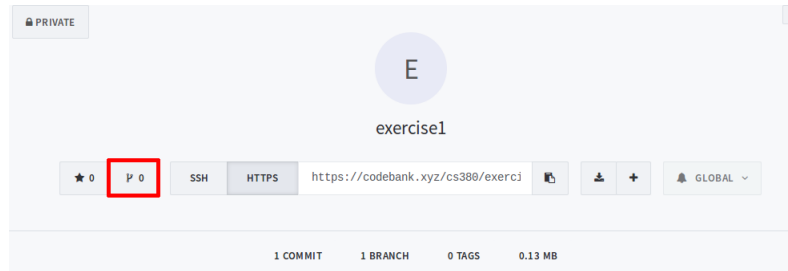 PRIVATE
E
exercise1
0 0 SSH HTTPS https://codebank.xyz/cs380/exerci GLOBAL
1 COMMIT 1 BRANCH 0 TAGS 0.13 MB